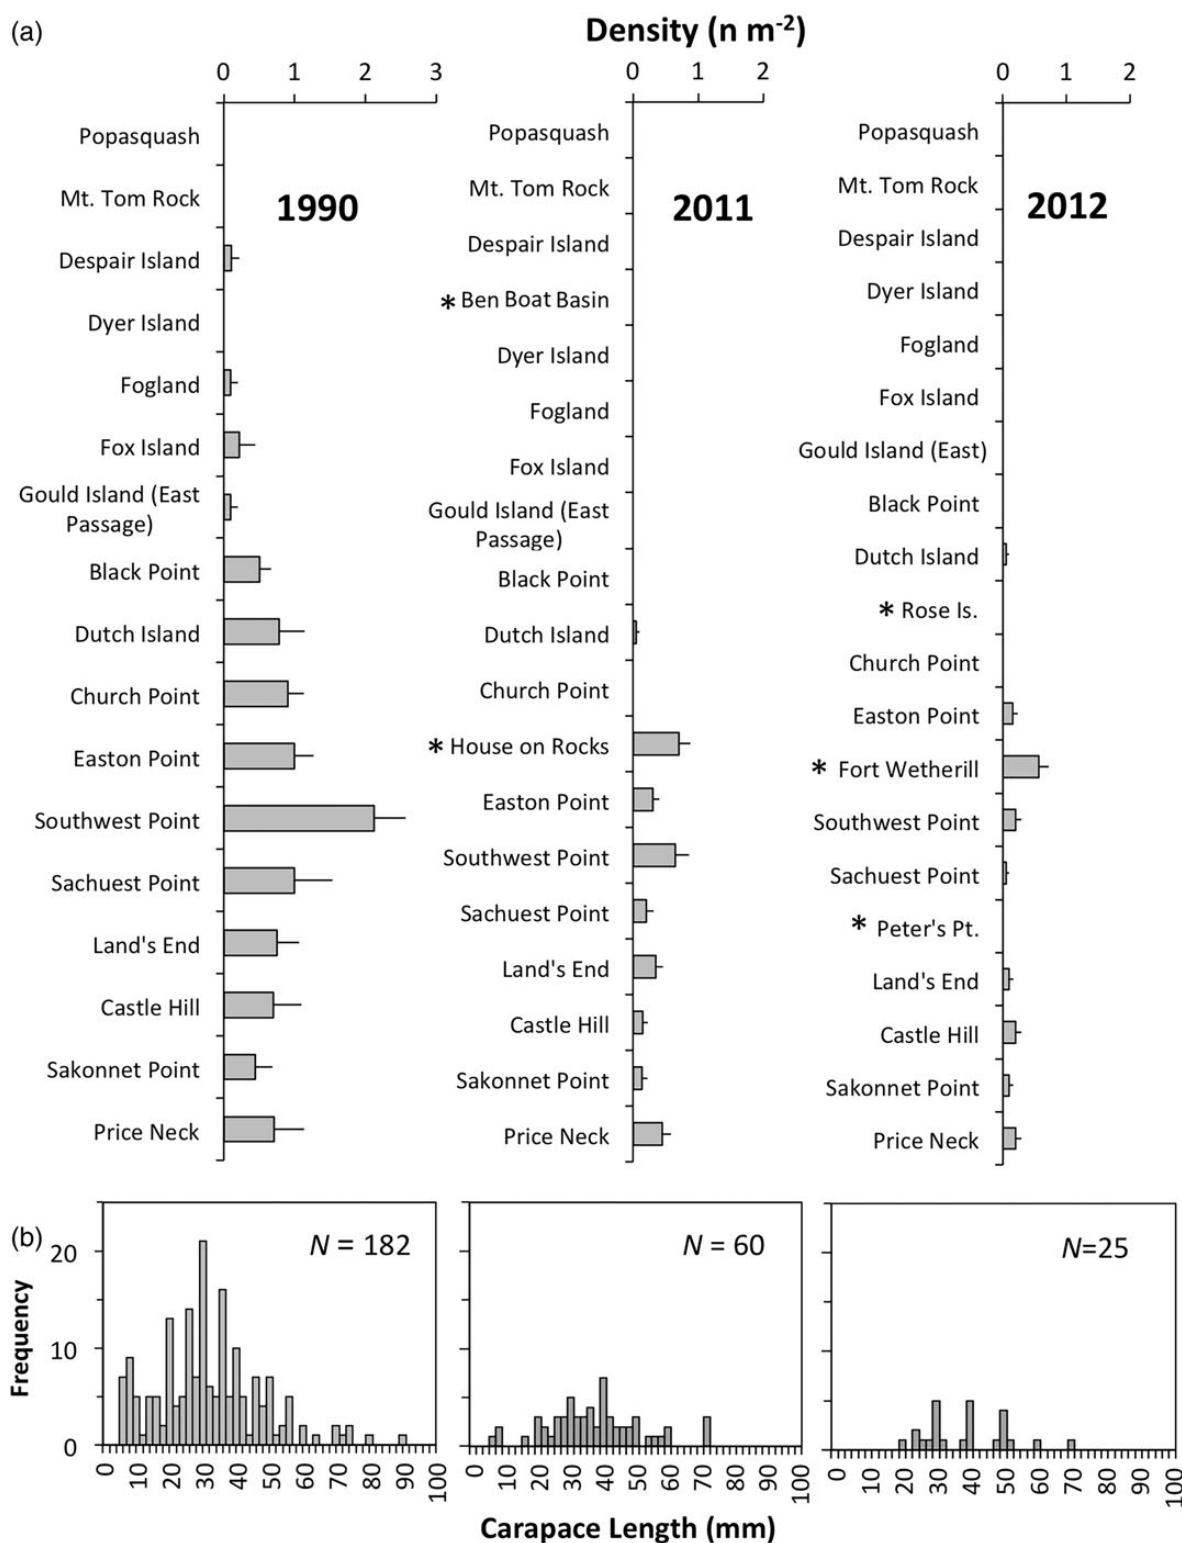 (a)
Density (n m-2)
0 1 2 3
0 1 2
0 1 2
1990
Popasquash
Mt. Tom Rock
Despair Island
Dyer Island
Fogland
Fox Island
Gould Island (East
Passage)
Black Point
Dutch Island
Church Point
Easton Point
Southwest Point
Sachuest Point
Land's End
Castle Hill
Sakonnet Point
Price Neck
2011
Popasquash
Mt. Tom Rock
Despair Island
* Ben Boat Basin
Dyer Island
Fogland
Fox Island
Gould Island (East
Passage)
Black Point
Dutch Island
Church Point
* House on Rocks
Easton Point
Southwest Point
Sachuest Point
Land's End
Castle Hill
Sakonnet Point
Price Neck
2012
Popasquash
Mt. Tom Rock
Despair Island
Dyer Island
Fogland
Fox Island
Gould Island (East)
Black Point
Dutch Island
* Rose Is.
Church Point
Easton Point
* Fort Wetherill
Southwest Point
Sachuest Point
* Peter's Pt.
Land's End
Castle Hill
Sakonnet Point
Price Neck
(b)
Frequency
20
10
0
N = 182
N = 60
N=25
0 10 20 30 40 50 60 70 80 90 100
0 10 20 30 40 50 60 70 80 90 100
0 10 20 30 40 50 60 70 80 90 100
Carapace Length (mm)